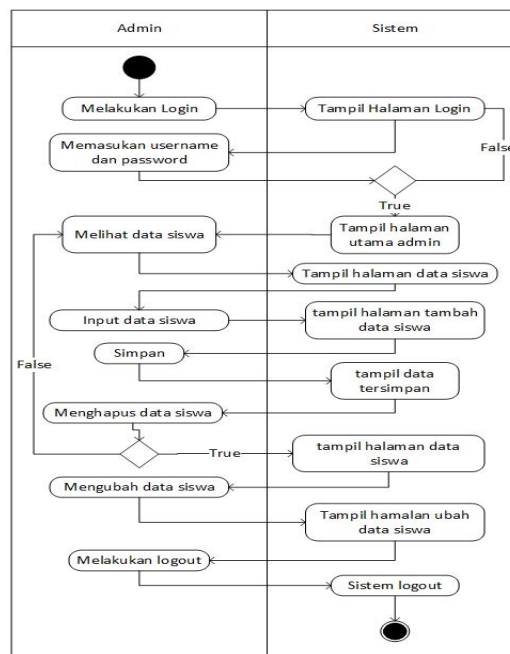 Admin
Sistem
Melakukan Login
Tampil Halaman Login
Memasukan username
dan password
False
True
Melihat data siswa
Tampil halaman
utama admin
Tampil halaman data siswa
Input data siswa
tampil halaman tambah
data siswa
Simpan
False
tampil data
tersimpan
Menghapus data siswa
True
tampil halaman data
siswa
Mengubah data siswa
Tampil hamalan ubah
data siswa
Melakukan logout
Sistem logout